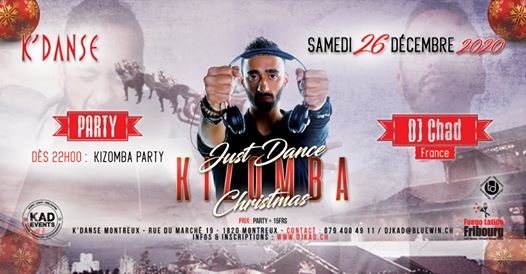 K'DANSE
SAMEDI 26 DÉCEMBRE 2020
PARTY
DÈS 22H00 : KIZOMBA PARTY
DJ Chad
France
Just Dance
KIZOMBA
Christmas
PRIX : PARTY = 15FRS
K'DANSE MONTREUX - RUE DU MARCHÉ 19 - 1820 MONTREUX - CONTACT : 079 400 49 11 / DJKAD@BLUEWIN.CH
INFOS & INSCRIPTIONS : WWW.DJKAD.CH
KAD
EVENTS
Fuego Latino
Fribourg